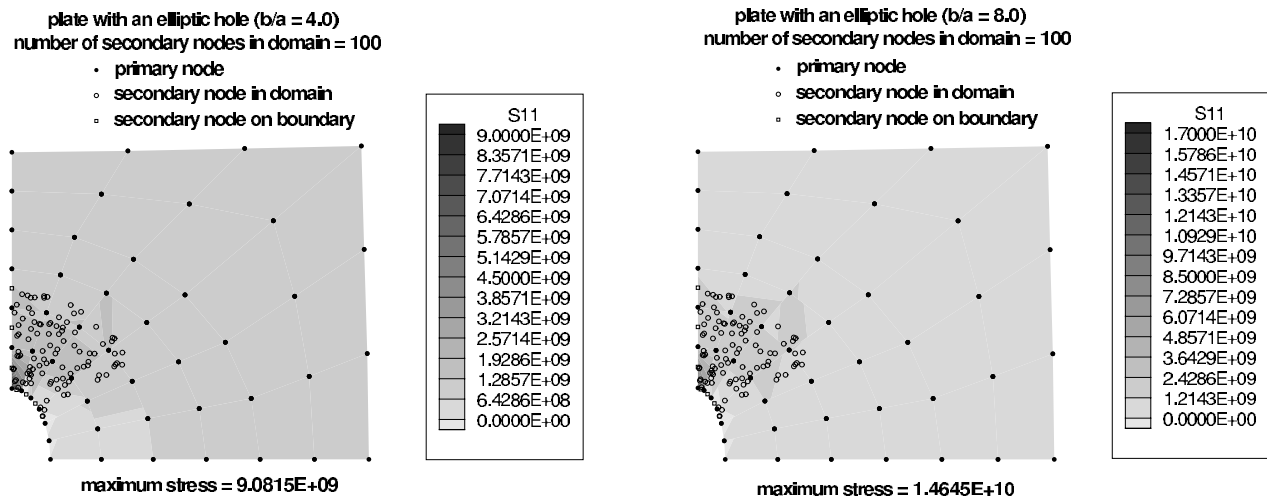 plate with an elliptic hole (b/a = 4.0)
number of secondary nodes in domain = 100
primary node
secondary node in domain
secondary node on boundary
S11
9.0000E+09
8.3571E+09
7.7143E+09
7.0714E+09
6.4286E+09
5.7857E+09
5.1429E+09
4.5000E+09
3.8571E+09
3.2143E+09
2.5714E+09
1.9286E+09
1.2857E+09
6.4286E+08
0.0000E+00
maximum stress = 9.0815E+09
plate with an elliptic hole (b/a = 8.0)
number of secondary nodes in domain = 100
primary node
secondary node in domain
secondary node on boundary
S11
1.7000E+10
1.5786E+10
1.4571E+10
1.3357E+10
1.2143E+10
1.0929E+10
9.7143E+09
8.5000E+09
7.2857E+09
6.0714E+09
4.8571E+09
3.6429E+09
2.4286E+09
1.2143E+09
0.0000E+00
maximum stress = 1.4645E+10